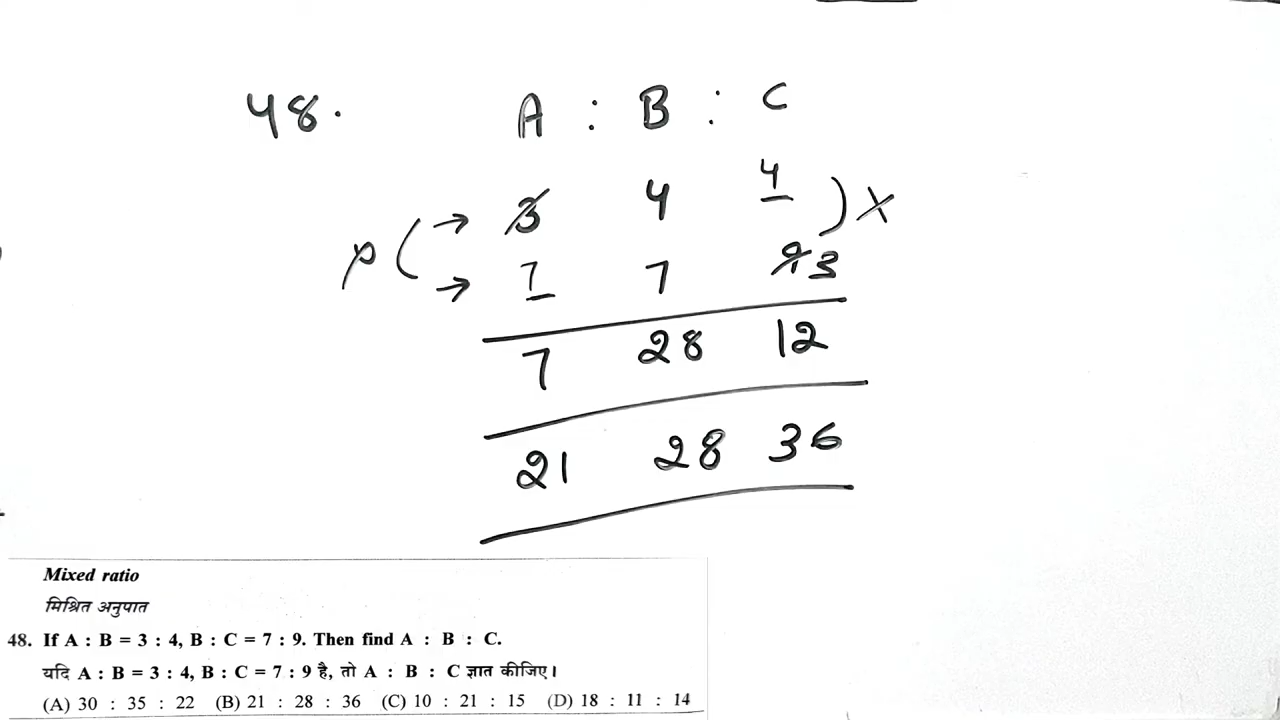 48. A : B : C
3 4 4
7 7 9 3
7 28 12
21 28 36
Mixed ratio
मिश्रित अनुपात
48. If A : B = 3 : 4, B : C = 7 : 9. Then find A : B : C.
यदि A : B = 3 : 4, B : C = 7 : 9 है, तो A : B : C ज्ञात कीजिए।
(A) 30 : 35 : 22 (B) 21 : 28 : 36 (C) 10 : 21 : 15 (D) 18 : 11 : 14